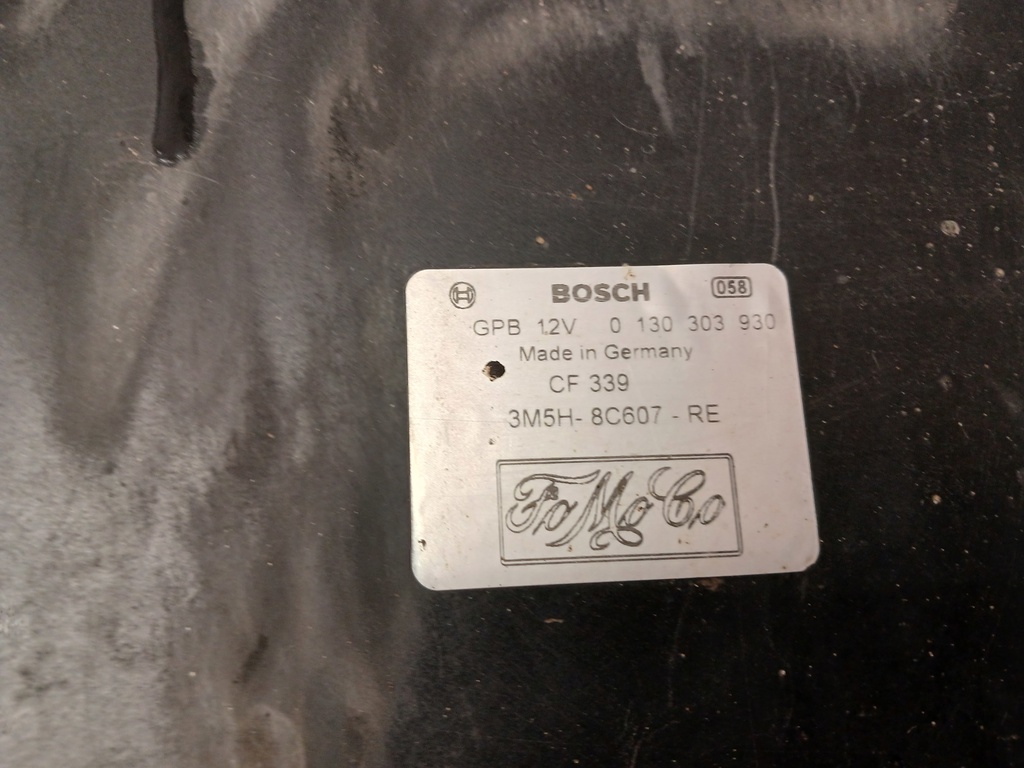 BOSCH 058
GPB 12V 0 130 303 930
Made in Germany
CF 339
3M5H- 8C607 - RE
FoMoCo